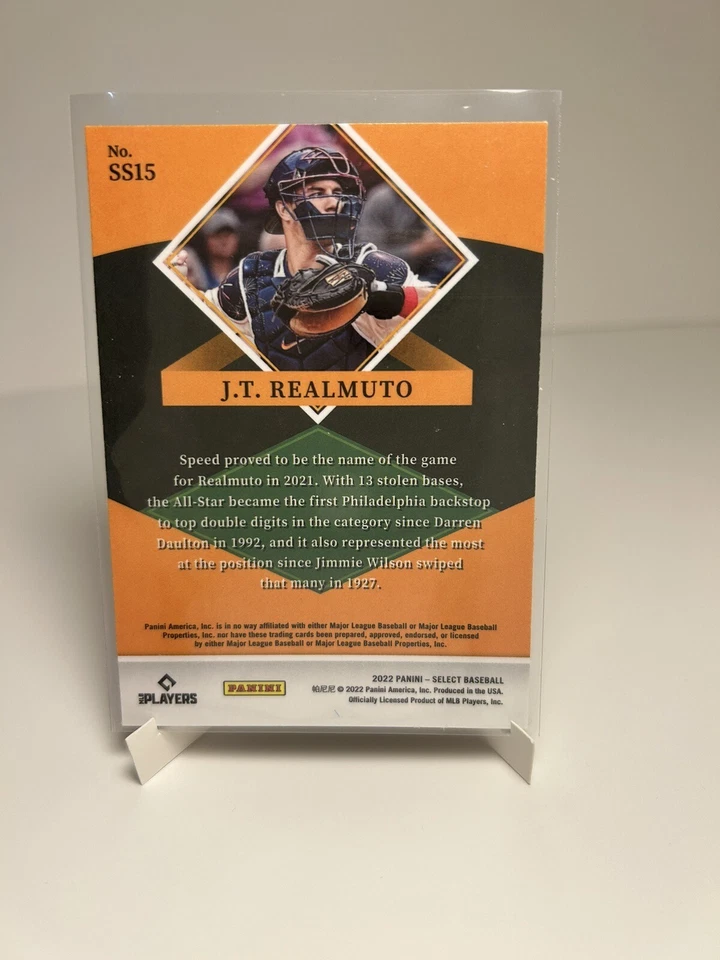 No.
SS15
J.T. REALMUTO
Speed proved to be the name of the game
for Realmuto in 2021. With 13 stolen bases,
the All-Star became the first Philadelphia backstop
to top double digits in the category since Darren
Daulton in 1992, and it also represented the most
at the position since Jimmie Wilson swiped
that many in 1927.
Panini America, Inc. is in no way affiliated with either Major League Baseball or Major League Baseball
Properties, Inc. nor have these trading cards been prepared, approved, endorsed, or licensed
by either Major League Baseball or Major League Baseball Properties, Inc.
MLB PLAYERS
PANINI
2022 PANINI – SELECT BASEBALL
帕尼尼 © 2022 Panini America, Inc. Produced in the USA.
Officially Licensed Product of MLB Players, Inc.